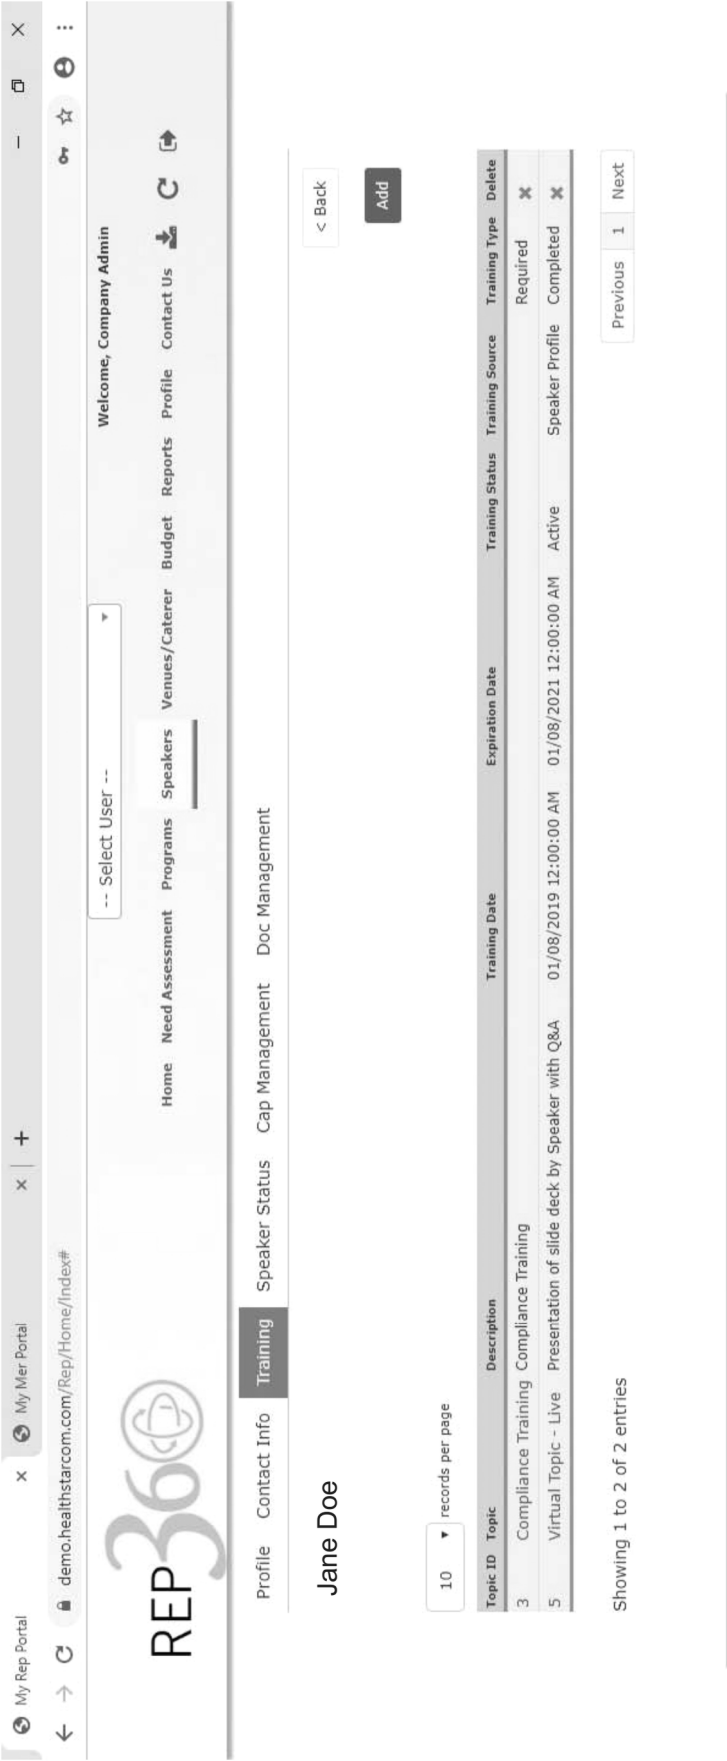 My Rep Portal
My Mer Portal
demo.healthstarcom.com/Rep/Home/Index#
-- Select User --
Welcome, Company Admin
REP360
Home Need Assessment Programs Speakers Venues/Caterer Budget Reports Profile Contact Us
Profile Contact Info Training Speaker Status Cap Management Doc Management
Jane Doe
< Back
Add
10 records per page
Topic ID Topic Description Training Date Expiration Date Training Status Training Source Training Type Delete
3 Compliance Training Compliance Training Required
5 Virtual Topic - Live Presentation of slide deck by Speaker with Q&A 01/08/2019 12:00:00 AM 01/08/2021 12:00:00 AM Active Speaker Profile Completed
Showing 1 to 2 of 2 entries
Previous 1 Next